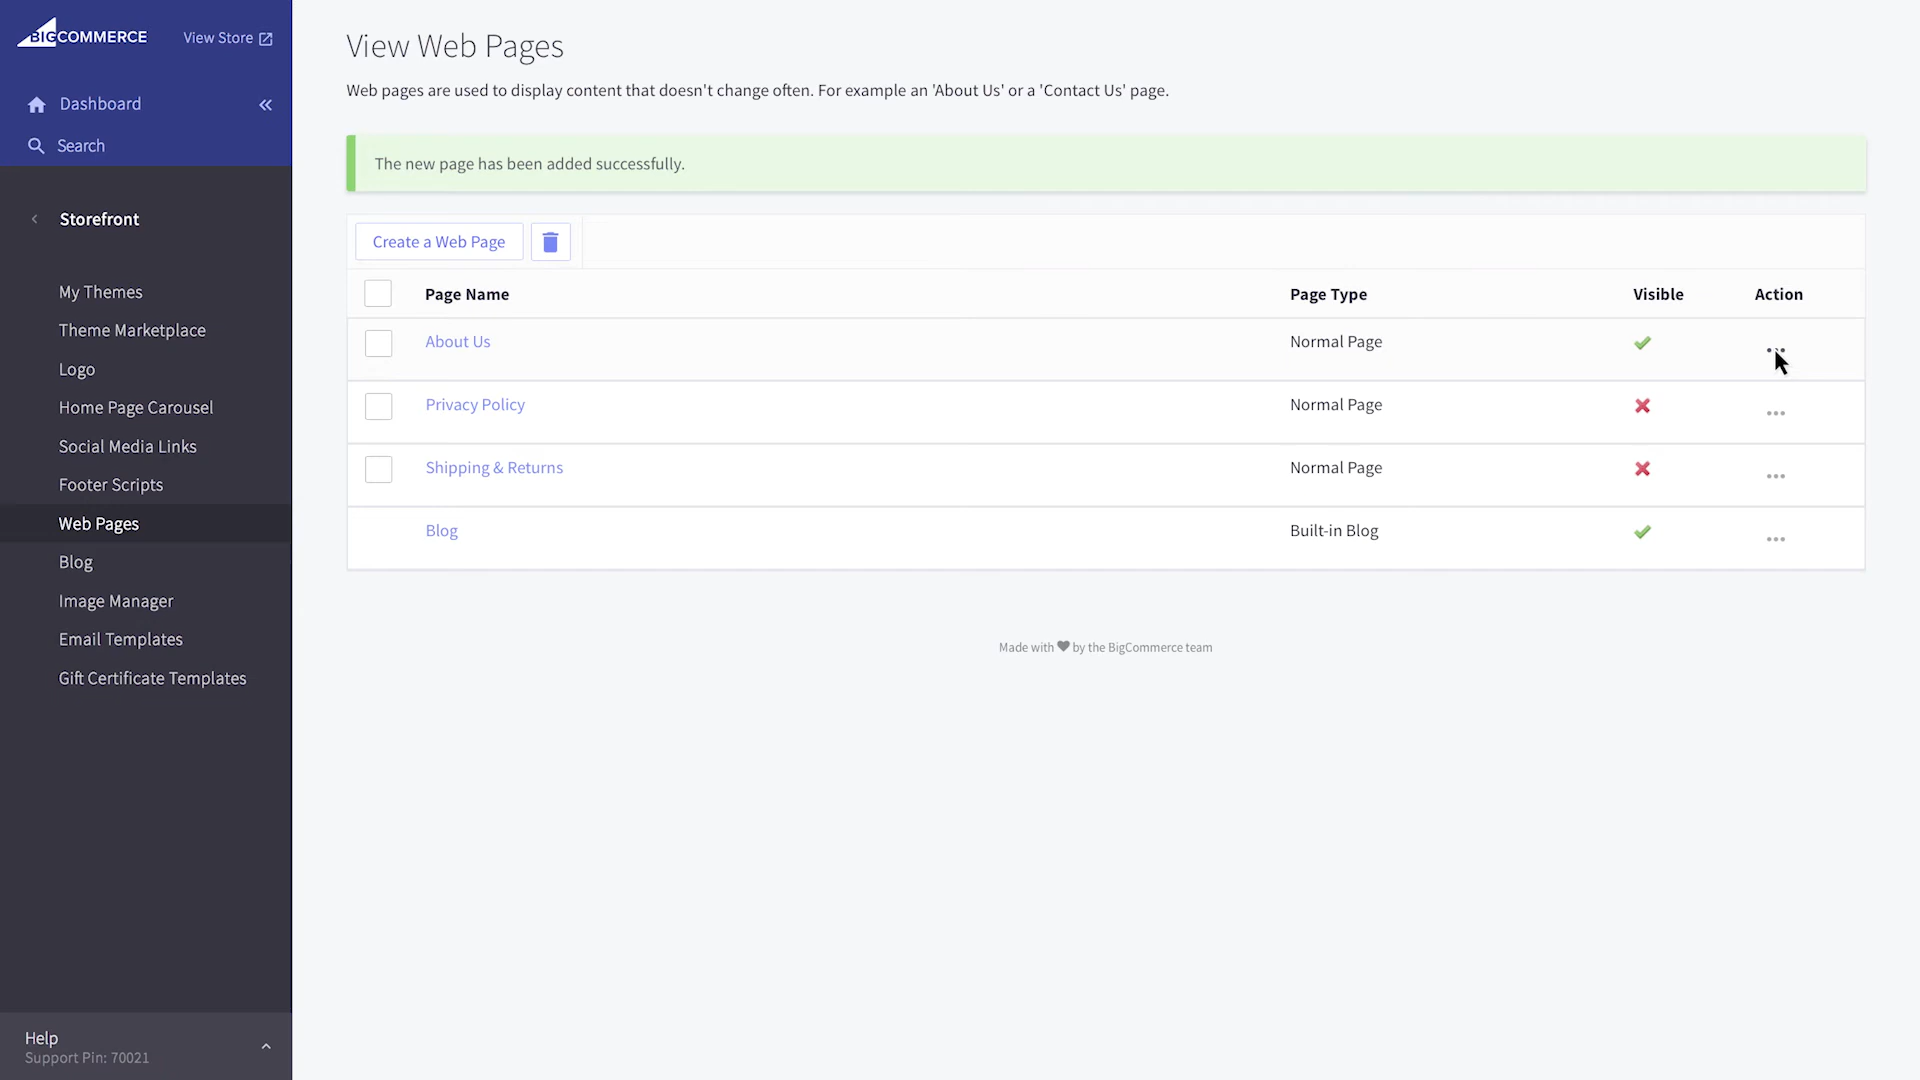 BIGCOMMERCE
View Store
Dashboard
Search
Storefront
My Themes
Theme Marketplace
Logo
Home Page Carousel
Social Media Links
Footer Scripts
Web Pages
Blog
Image Manager
Email Templates
Gift Certificate Templates
Help
Support Pin: 70021
View Web Pages
Web pages are used to display content that doesn't change often. For example an 'About Us' or a 'Contact Us' page.
The new page has been added successfully.
Create a Web Page
Page Name Page Type Visible Action
About Us Normal Page
Privacy Policy Normal Page
Shipping & Returns Normal Page
Blog Built-in Blog
Made with ❤ by the BigCommerce team